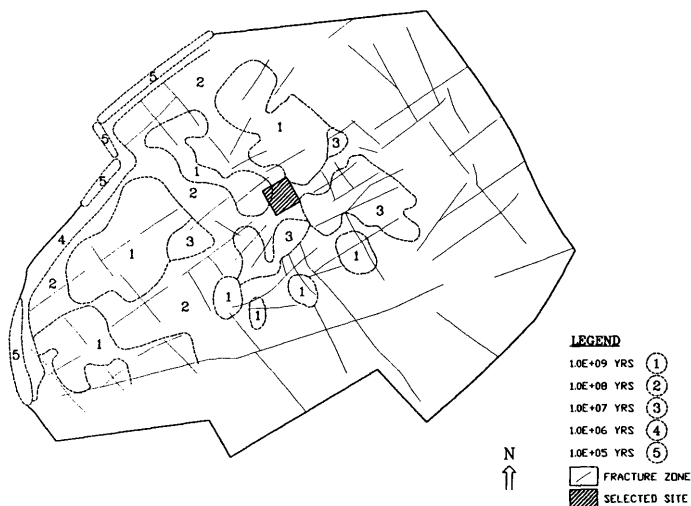 5
2
1
3
5
1
5
2
3
4
3
1
1
2
1
2
1
1
1
5
1
LEGEND
1.0E+09 YRS 1
1.0E+08 YRS 2
1.0E+07 YRS 3
1.0E+06 YRS 4
1.0E+05 YRS 5
N
FRACTURE ZONE
SELECTED SITE